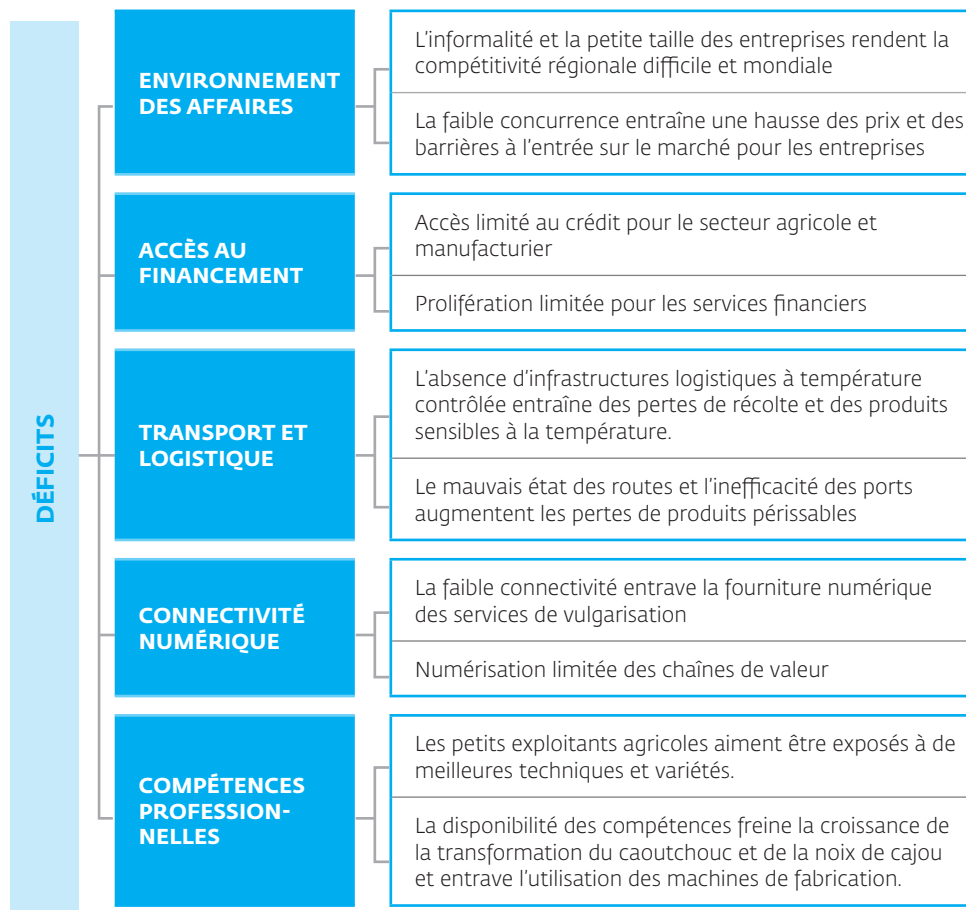 DÉFICITS
ENVIRONNEMENT
DES AFFAIRES
L'informalité et la petite taille des entreprises rendent la
compétitivité régionale difficile et mondiale
La faible concurrence entraîne une hausse des prix et des
barrières à l'entrée sur le marché pour les entreprises
ACCÈS AU
FINANCEMENT
Accès limité au crédit pour le secteur agricole et
manufacturier
Prolifération limitée pour les services financiers
TRANSPORT ET
LOGISTIQUE
L'absence d'infrastructures logistiques à température
contrôlée entraîne des pertes de récolte et des produits
sensibles à la température.
Le mauvais état des routes et l'inefficacité des ports
augmentent les pertes de produits périssables
CONNECTIVITÉ
NUMÉRIQUE
La faible connectivité entrave la fourniture numérique
des services de vulgarisation
Numérisation limitée des chaînes de valeur
COMPÉTENCES
PROFESSION-
NELLES
Les petits exploitants agricoles aiment être exposés à de
meilleures techniques et variétés.
La disponibilité des compétences freine la croissance de
la transformation du caoutchouc et de la noix de cajou
et entrave l'utilisation des machines de fabrication.